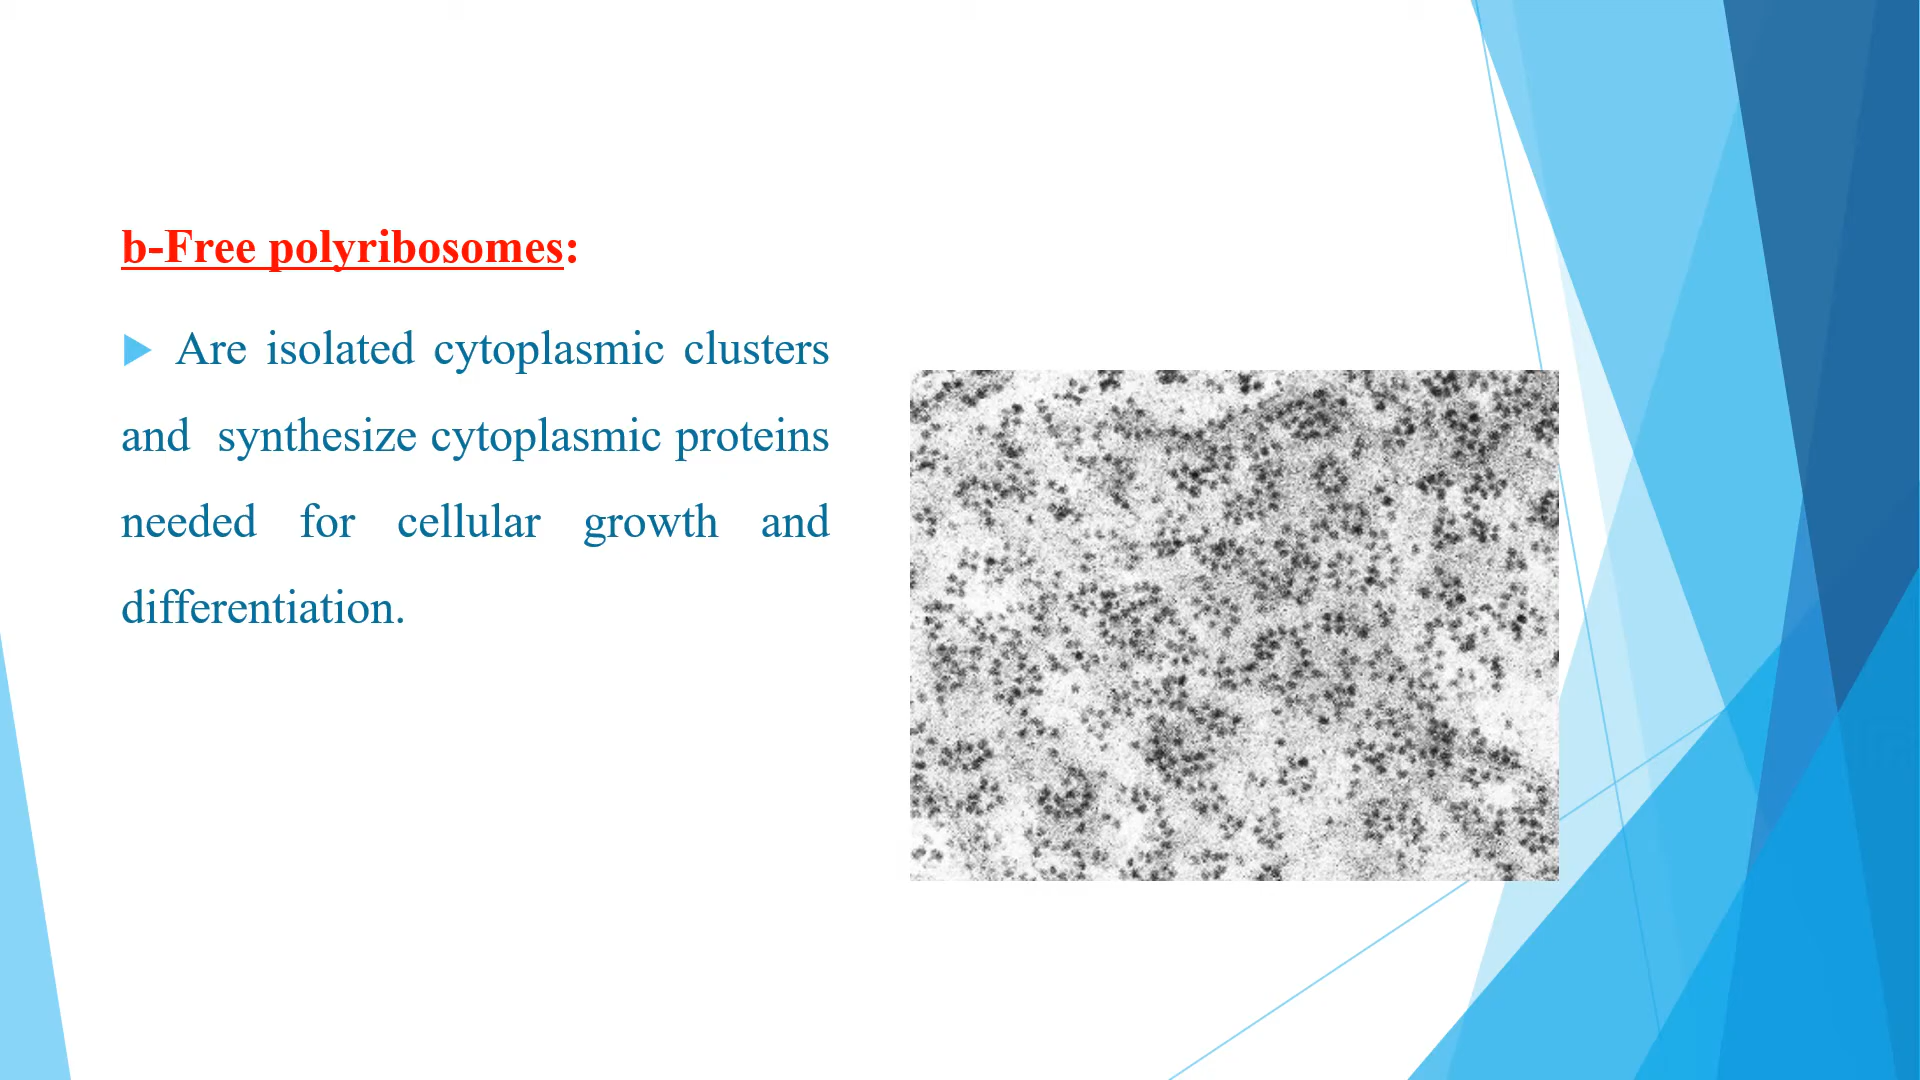 b-Free polyribosomes:
Are isolated cytoplasmic clusters
and synthesize cytoplasmic proteins
needed for cellular growth and
differentiation.